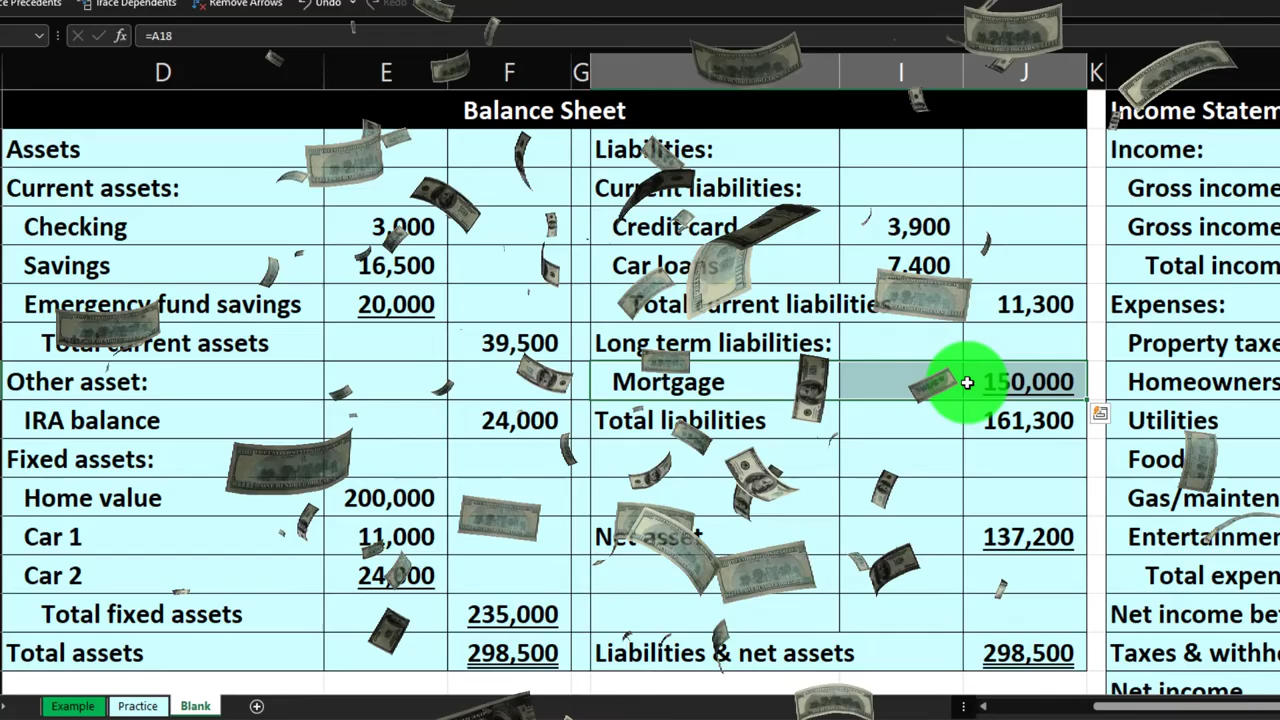 ce Precedents Trace Dependents Remove Arrows Undo Redo
fx =A18
D E F G I J K
Balance Sheet Income Statem
Assets Liabilities: Income:
Current assets: Current liabilities: Gross income
Checking 3,000 Credit card 3,900 Gross income
Savings 16,500 Car loans 7,400 Total incom
Emergency fund savings 20,000 Total current liabilities 11,300 Expenses:
Total current assets 39,500 Long term liabilities: Property taxe
Other asset: Mortgage 150,000 Homeowners
IRA balance 24,000 Total liabilities 161,300 Utilities
Fixed assets: Food
Home value 200,000 Gas/mainten
Car 1 11,000 Net asset 137,200 Entertainmen
Car 2 24,000 Total expen
Total fixed assets 235,000 Net income be
Total assets 298,500 Liabilities & net assets 298,500 Taxes & withhe
Net income
Example Practice Blank